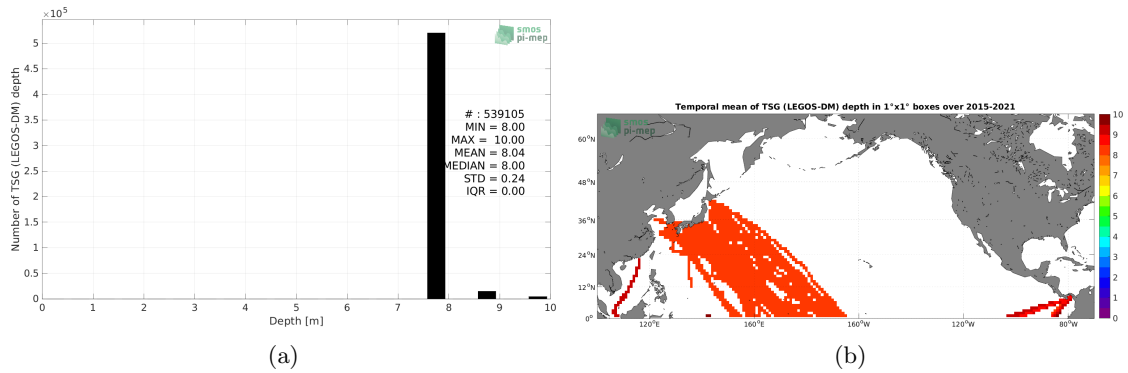 ×10⁵
5
4.5
4
3.5
3
2.5
2
1.5
1
0.5
0
Number of TSG (LEGOS-DM) depth
smos
pi-mep
# : 539105
MIN = 8.00
MAX = 10.00
MEAN = 8.04
MEDIAN = 8.00
STD = 0.24
IQR = 0.00
0 1 2 3 4 5 6 7 8 9 10
Depth [m]
(a)
Temporal mean of TSG (LEGOS-DM) depth in 1°x1° boxes over 2015-2021
smos
pi-mep
60°N
48°N
36°N
24°N
12°N
0°
120°E 160°E 160°W 120°W 80°W
10
9
8
7
6
5
4
3
2
1
0
(b)